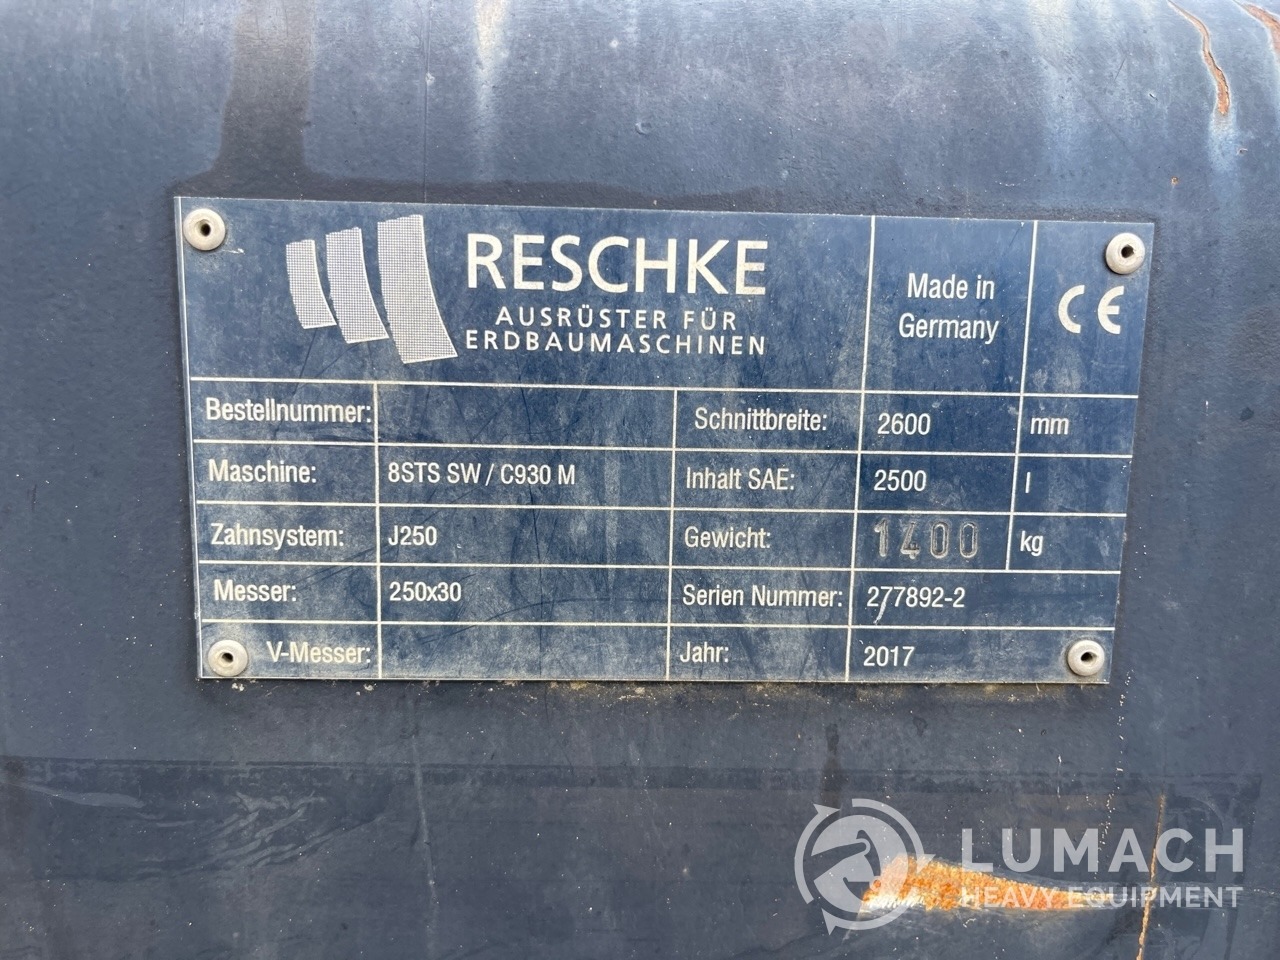 RESCHKE
AUSRÜSTER FÜR
ERDBAUMASCHINEN
Made in
Germany
CE
Bestellnummer:
Schnittbreite: 2600 mm
Maschine: 8STS SW / C930 M
Inhalt SAE: 2500 l
Zahnsystem: J250
Gewicht: 1400 kg
Messer: 250x30
Serien Nummer: 277892-2
V-Messer:
Jahr: 2017
LUMACH
HEAVY EQUIPMENT